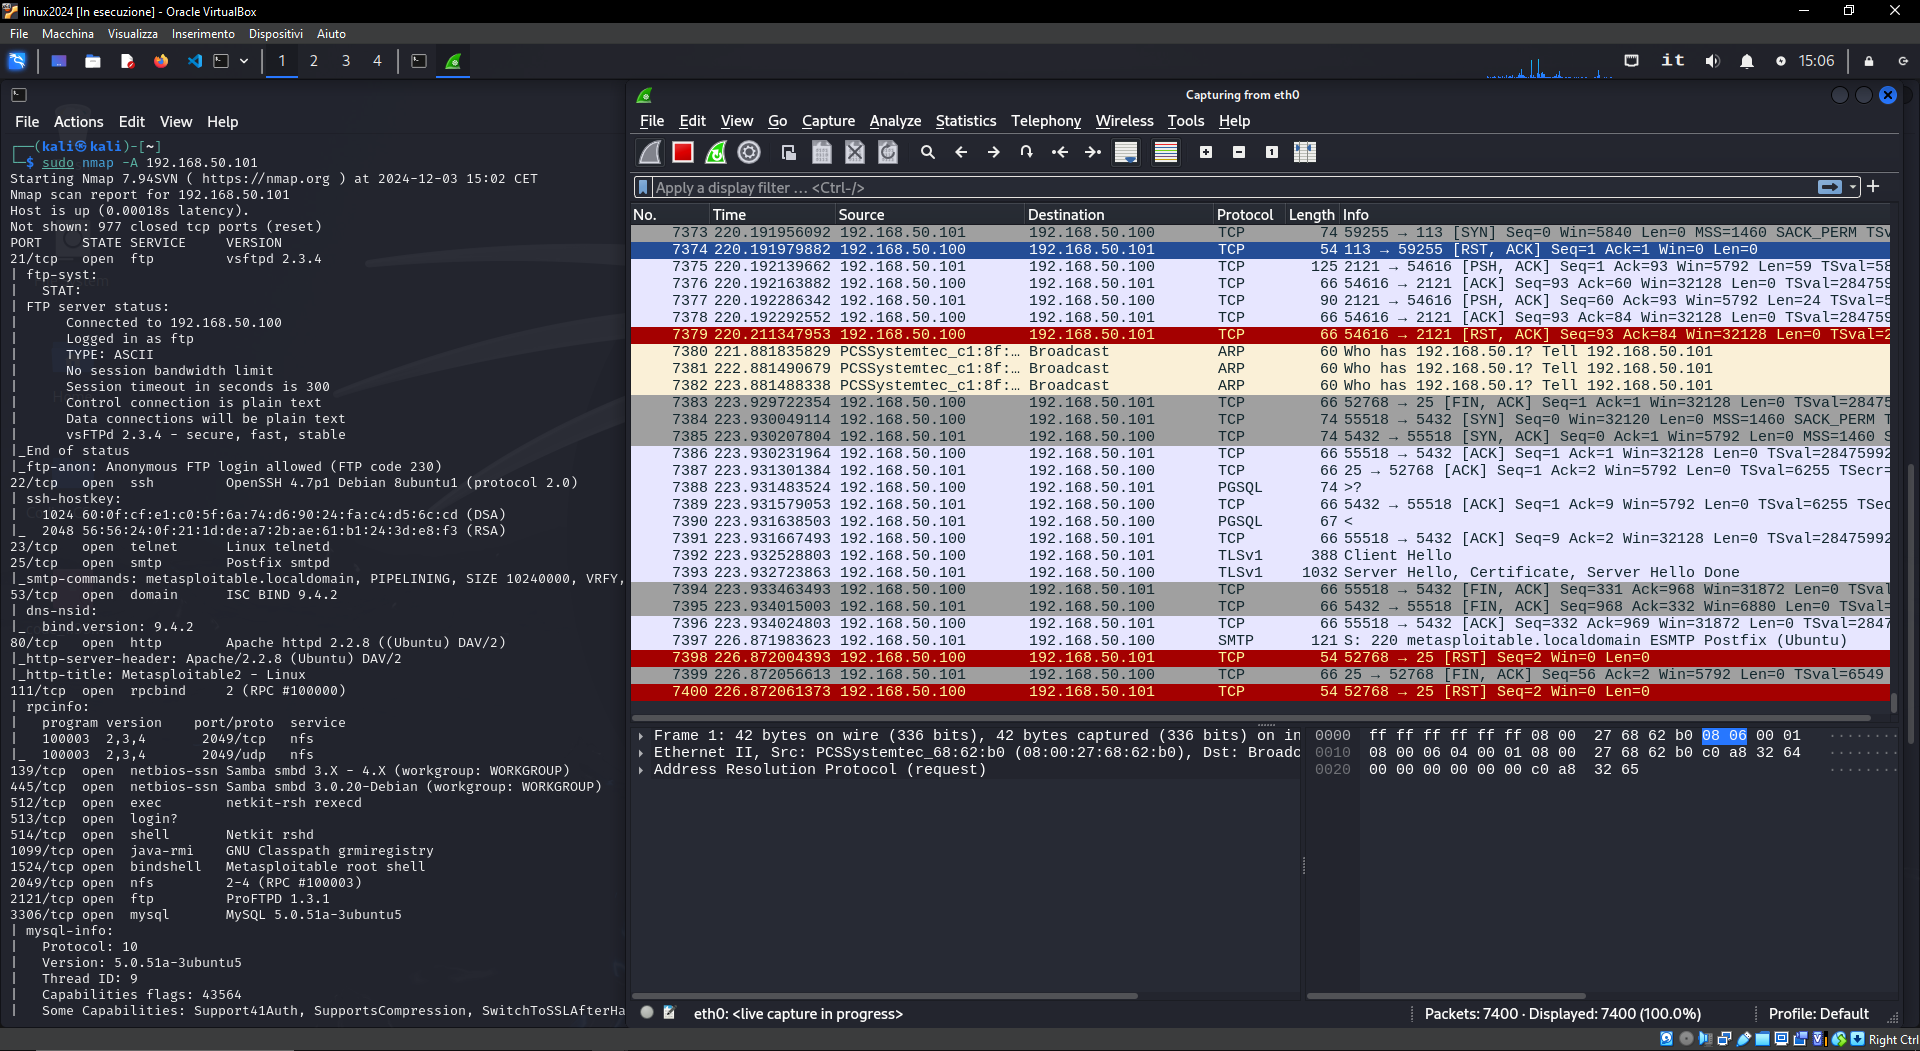 linux2024 [In esecuzione] - Oracle VirtualBox
File Macchina Visualizza Inserimento Dispositivi Aiuto
1 2 3 4
it 15:06
File Actions Edit View Help
┌──(kali㉿kali)-[~]
└─$ sudo nmap -A 192.168.50.101
Starting Nmap 7.94SVN ( https://nmap.org ) at 2024-12-03 15:02 CET
Nmap scan report for 192.168.50.101
Host is up (0.00018s latency).
Not shown: 977 closed tcp ports (reset)
PORT STATE SERVICE VERSION
21/tcp open ftp vsftpd 2.3.4
| ftp-syst:
| STAT:
| FTP server status:
| Connected to 192.168.50.100
| Logged in as ftp
| TYPE: ASCII
| No session bandwidth limit
| Session timeout in seconds is 300
| Control connection is plain text
| Data connections will be plain text
| vsFTPd 2.3.4 - secure, fast, stable
|_End of status
|_ftp-anon: Anonymous FTP login allowed (FTP code 230)
22/tcp open ssh OpenSSH 4.7p1 Debian 8ubuntu1 (protocol 2.0)
| ssh-hostkey:
| 1024 60:0f:cf:e1:c0:5f:6a:74:d6:90:24:fa:c4:d5:6c:cd (DSA)
|_ 2048 56:56:24:0f:21:1d:de:a7:2b:ae:61:b1:24:3d:e8:f3 (RSA)
23/tcp open telnet Linux telnetd
25/tcp open smtp Postfix smtpd
|_smtp-commands: metasploitable.localdomain, PIPELINING, SIZE 10240000, VRFY,
53/tcp open domain ISC BIND 9.4.2
| dns-nsid:
|_ bind.version: 9.4.2
80/tcp open http Apache httpd 2.2.8 ((Ubuntu) DAV/2)
|_http-server-header: Apache/2.2.8 (Ubuntu) DAV/2
|_http-title: Metasploitable2 - Linux
111/tcp open rpcbind 2 (RPC #100000)
| rpcinfo:
| program version port/proto service
| 100003 2,3,4 2049/tcp nfs
|_ 100003 2,3,4 2049/udp nfs
139/tcp open netbios-ssn Samba smbd 3.X - 4.X (workgroup: WORKGROUP)
445/tcp open netbios-ssn Samba smbd 3.0.20-Debian (workgroup: WORKGROUP)
512/tcp open exec netkit-rsh rexecd
513/tcp open login?
514/tcp open shell Netkit rshd
1099/tcp open java-rmi GNU Classpath grmiregistry
1524/tcp open bindshell Metasploitable root shell
2049/tcp open nfs 2-4 (RPC #100003)
2121/tcp open ftp ProFTPD 1.3.1
3306/tcp open mysql MySQL 5.0.51a-3ubuntu5
| mysql-info:
| Protocol: 10
| Version: 5.0.51a-3ubuntu5
| Thread ID: 9
| Capabilities flags: 43564
| Some Capabilities: Support41Auth, SupportsCompression, SwitchToSSLAfterHa
Capturing from eth0
File Edit View Go Capture Analyze Statistics Telephony Wireless Tools Help
Apply a display filter ... <Ctrl-/>
No. Time Source Destination Protocol Length Info
7373 220.191956092 192.168.50.101 192.168.50.100 TCP 74 59255 → 113 [SYN] Seq=0 Win=5840 Len=0 MSS=1460 SACK_PERM TSv
7374 220.191979882 192.168.50.100 192.168.50.101 TCP 54 113 → 59255 [RST, ACK] Seq=1 Ack=1 Win=0 Len=0
7375 220.192139662 192.168.50.101 192.168.50.100 TCP 125 2121 → 54616 [PSH, ACK] Seq=1 Ack=93 Win=5792 Len=59 TSval=58
7376 220.192163882 192.168.50.100 192.168.50.101 TCP 66 54616 → 2121 [ACK] Seq=93 Ack=60 Win=32128 Len=0 TSval=284759
7377 220.192286342 192.168.50.101 192.168.50.100 TCP 90 2121 → 54616 [PSH, ACK] Seq=60 Ack=93 Win=5792 Len=24 TSval=5
7378 220.192292552 192.168.50.100 192.168.50.101 TCP 66 54616 → 2121 [ACK] Seq=93 Ack=84 Win=32128 Len=0 TSval=284759
7379 220.211347953 192.168.50.100 192.168.50.101 TCP 66 54616 → 2121 [RST, ACK] Seq=93 Ack=84 Win=32128 Len=0 TSval=2
7380 221.881835829 PCSSystemtec_c1:8f:… Broadcast ARP 60 Who has 192.168.50.1? Tell 192.168.50.101
7381 222.881490679 PCSSystemtec_c1:8f:… Broadcast ARP 60 Who has 192.168.50.1? Tell 192.168.50.101
7382 223.881488338 PCSSystemtec_c1:8f:… Broadcast ARP 60 Who has 192.168.50.1? Tell 192.168.50.101
7383 223.929722354 192.168.50.100 192.168.50.101 TCP 66 52768 → 25 [FIN, ACK] Seq=1 Ack=1 Win=32128 Len=0 TSval=28475
7384 223.930049114 192.168.50.100 192.168.50.101 TCP 74 55518 → 5432 [SYN] Seq=0 Win=32120 Len=0 MSS=1460 SACK_PERM T
7385 223.930207804 192.168.50.101 192.168.50.100 TCP 74 5432 → 55518 [SYN, ACK] Seq=0 Ack=1 Win=5792 Len=0 MSS=1460 S
7386 223.930231964 192.168.50.100 192.168.50.101 TCP 66 55518 → 5432 [ACK] Seq=1 Ack=1 Win=32128 Len=0 TSval=28475992
7387 223.931301384 192.168.50.101 192.168.50.100 TCP 66 25 → 52768 [ACK] Seq=1 Ack=2 Win=5792 Len=0 TSval=6255 TSecr=
7388 223.931483524 192.168.50.100 192.168.50.101 PGSQL 74 >?
7389 223.931579053 192.168.50.101 192.168.50.100 TCP 66 5432 → 55518 [ACK] Seq=1 Ack=9 Win=5792 Len=0 TSval=6255 TSec
7390 223.931638503 192.168.50.101 192.168.50.100 PGSQL 67 <
7391 223.931667493 192.168.50.100 192.168.50.101 TCP 66 55518 → 5432 [ACK] Seq=9 Ack=2 Win=32128 Len=0 TSval=28475992
7392 223.932528803 192.168.50.100 192.168.50.101 TLSv1 388 Client Hello
7393 223.932723863 192.168.50.101 192.168.50.100 TLSv1 1032 Server Hello, Certificate, Server Hello Done
7394 223.933463493 192.168.50.100 192.168.50.101 TCP 66 55518 → 5432 [FIN, ACK] Seq=331 Ack=968 Win=31872 Len=0 TSval
7395 223.934015003 192.168.50.101 192.168.50.100 TCP 66 5432 → 55518 [FIN, ACK] Seq=968 Ack=332 Win=6880 Len=0 TSval=
7396 223.934024803 192.168.50.100 192.168.50.101 TCP 66 55518 → 5432 [ACK] Seq=332 Ack=969 Win=31872 Len=0 TSval=2847
7397 226.871983623 192.168.50.101 192.168.50.100 SMTP 121 S: 220 metasploitable.localdomain ESMTP Postfix (Ubuntu)
7398 226.872004393 192.168.50.100 192.168.50.101 TCP 54 52768 → 25 [RST] Seq=2 Win=0 Len=0
7399 226.872056613 192.168.50.101 192.168.50.100 TCP 66 25 → 52768 [FIN, ACK] Seq=56 Ack=2 Win=5792 Len=0 TSval=6549
7400 226.872061373 192.168.50.100 192.168.50.101 TCP 54 52768 → 25 [RST] Seq=2 Win=0 Len=0
Frame 1: 42 bytes on wire (336 bits), 42 bytes captured (336 bits) on in
Ethernet II, Src: PCSSystemtec_68:62:b0 (08:00:27:68:62:b0), Dst: Broadc
Address Resolution Protocol (request)
0000 ff ff ff ff ff ff 08 00 27 68 62 b0 08 06 00 01
0010 08 00 06 04 00 01 08 00 27 68 62 b0 c0 a8 32 64
0020 00 00 00 00 00 00 c0 a8 32 65
eth0: <live capture in progress>
Packets: 7400 · Displayed: 7400 (100.0%)
Profile: Default
Right Ctrl